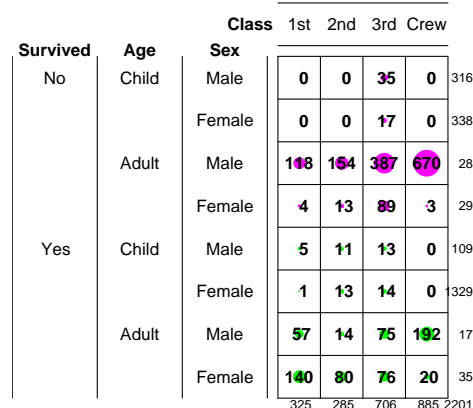 Class 1st 2nd 3rd Crew
Survived Age Sex
No Child Male 0 0 35 0 316
Female 0 0 17 0 338
Adult Male 118 154 387 670 28
Female 4 13 89 3 29
Yes Child Male 5 11 13 0 109
Female 1 13 14 0 1329
Adult Male 57 14 75 192 17
Female 140 80 76 20 35
325 285 706 885 2201